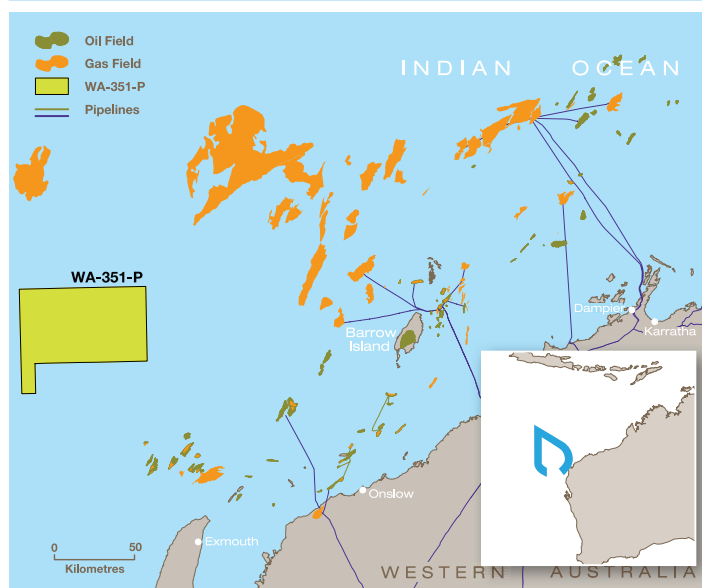 Oil Field
Gas Field
WA-351-P
Pipelines
INDIAN OCEAN
WA-351-P
Barrow
Island
Dampier
Karratha
Onslow
Exmouth
0 50
Kilometres
WESTERN AUSTRALIA